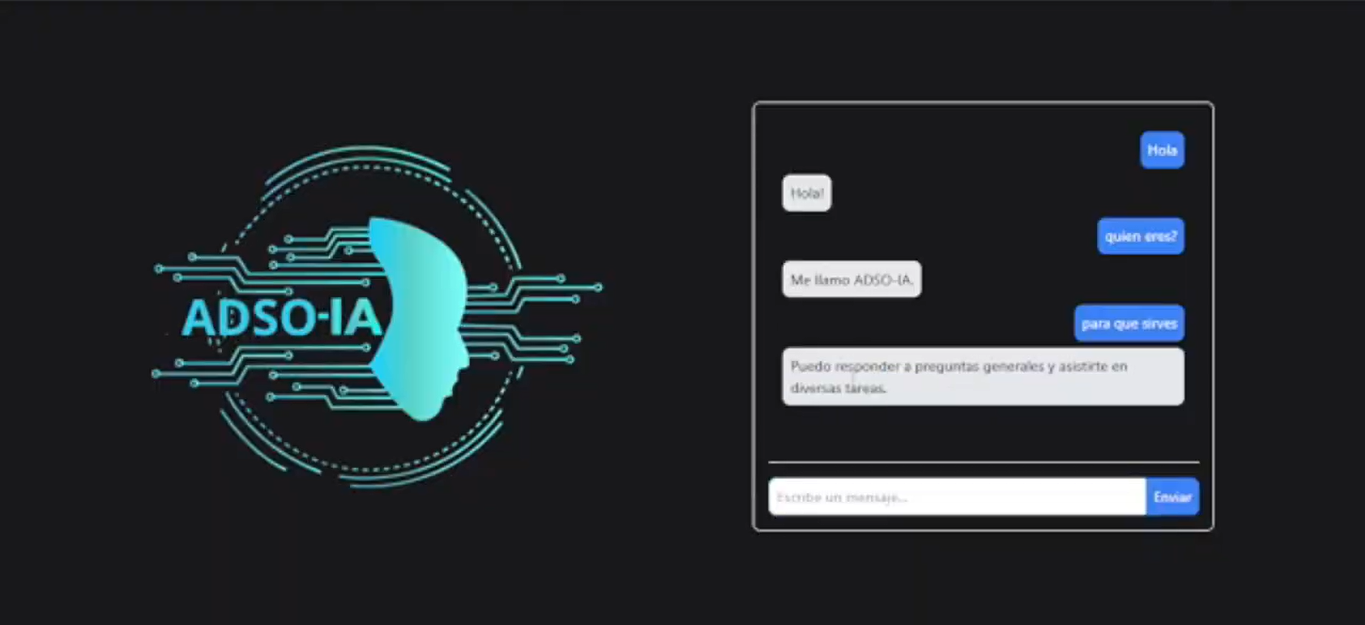 ADSO-IA
Hola
Hola!
quien eres?
Me llamo ADSO-IA.
para que sirves
Puedo responder a preguntas generales y asistirte en
diversas tareas.
Escribe un mensaje...
Enviar